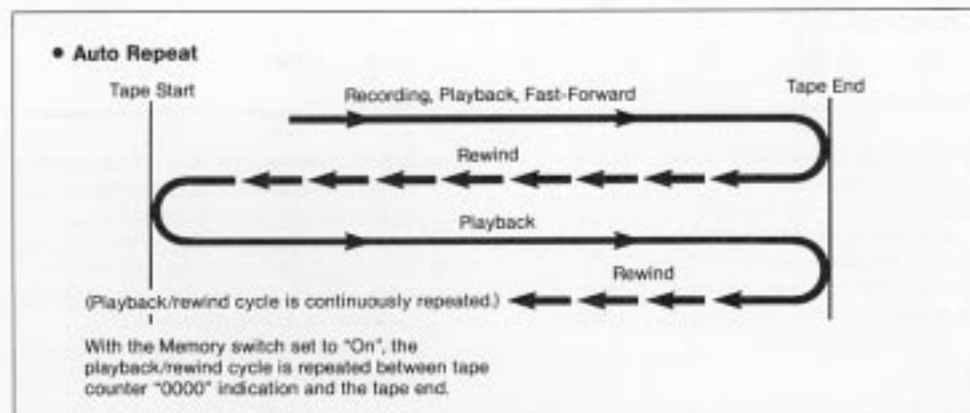 • Auto Repeat
Tape Start
Recording, Playback, Fast-Forward
Tape End
Rewind
Playback
Rewind
(Playback/rewind cycle is continuously repeated.)
With the Memory switch set to "On", the
playback/rewind cycle is repeated between tape
counter "0000" indication and the tape end.